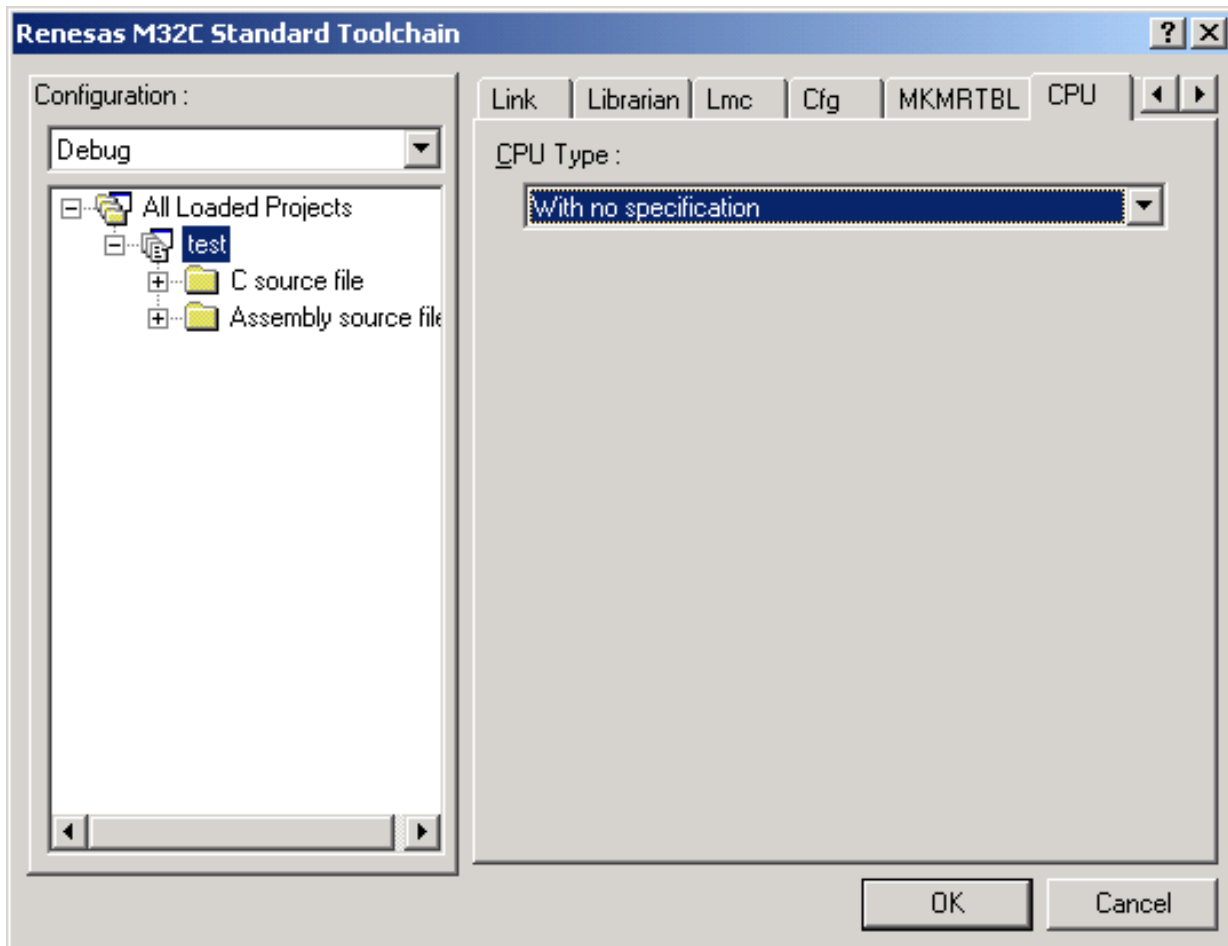 Renesas M32C Standard Toolchain
Configuration :
Debug
All Loaded Projects
test
C source file
Assembly source file
Link Librarian Lmc Cfg MKMRTBL CPU
CPU Type :
With no specification
OK Cancel